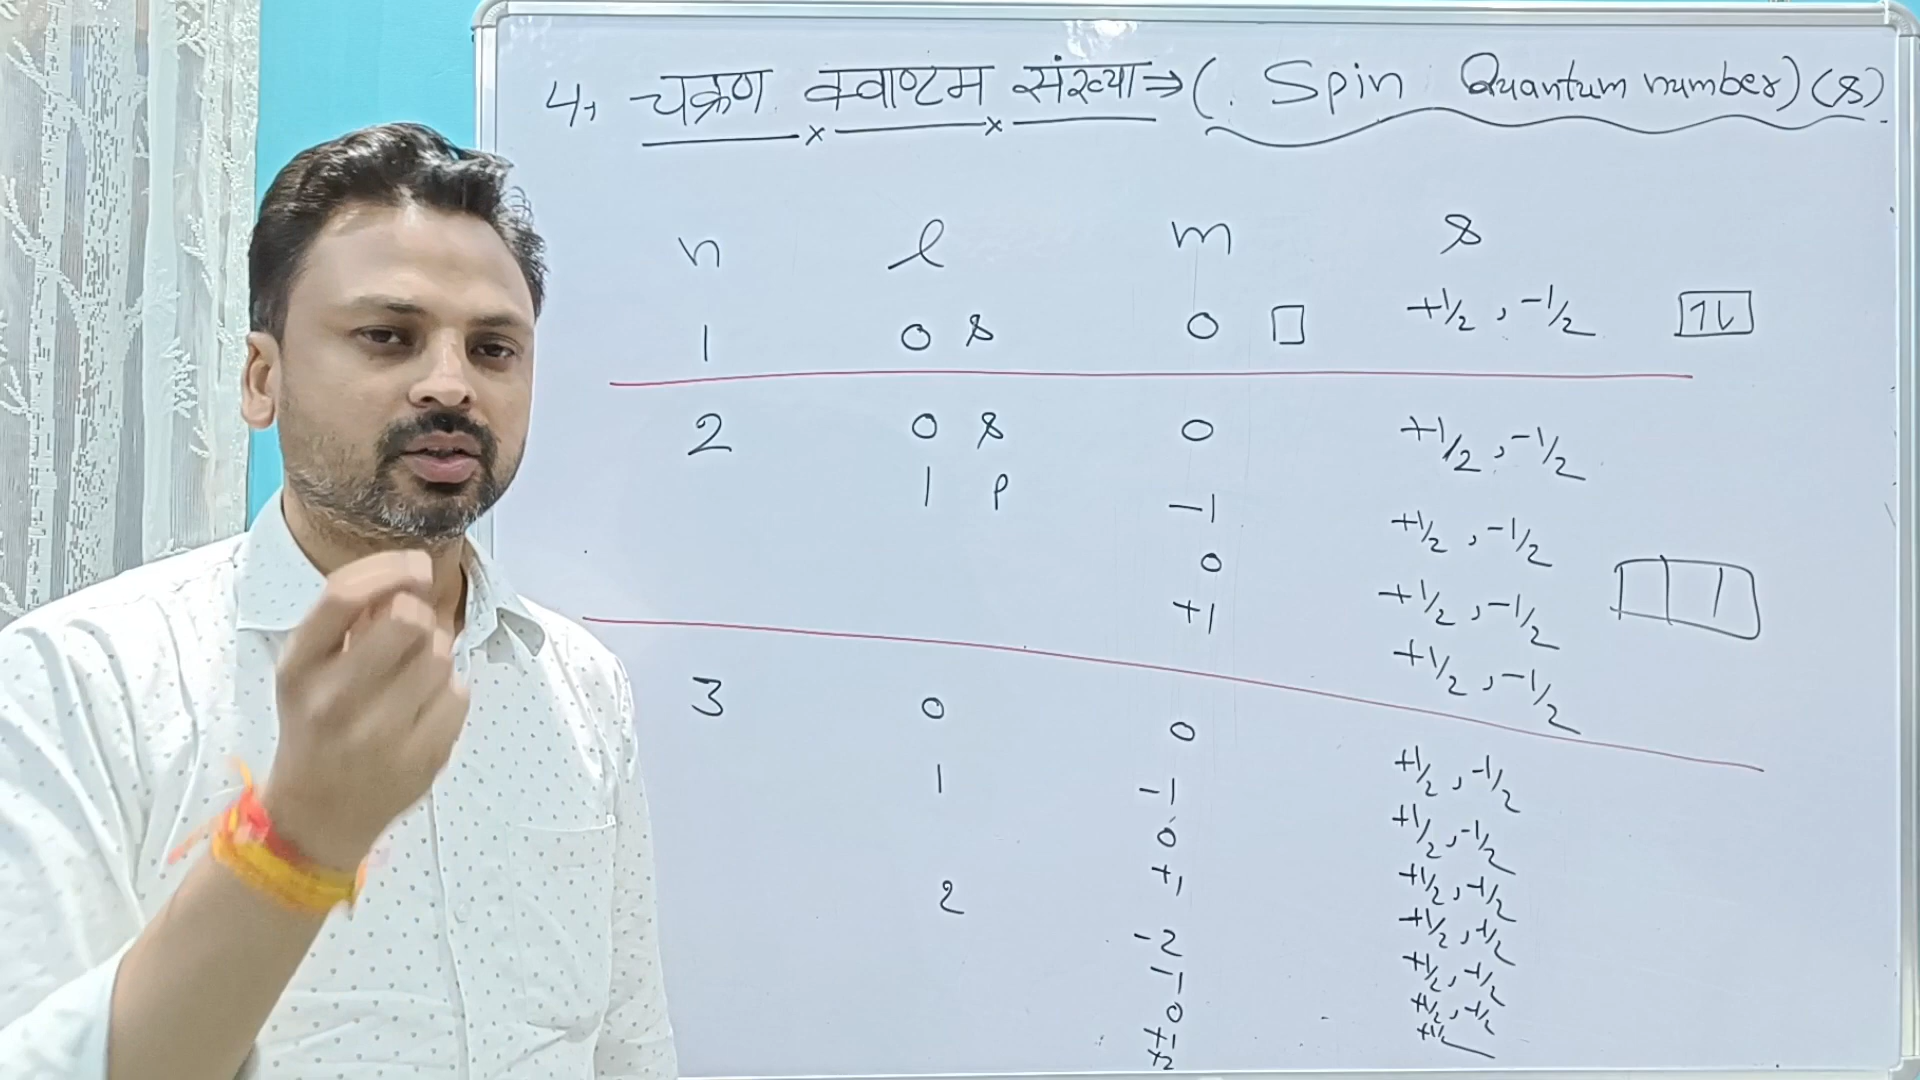 4, चक्रण क्वाण्टम संख्या ⇒ (. Spin Quantum number) (s)
n l m s
1 0 s 0 +1/2, -1/2 1l
2 0 s 0 +1/2, -1/2
1 p -1 +1/2, -1/2
0 +1/2, -1/2
+1 +1/2, -1/2
3 0 0 +1/2, -1/2
1 -1 +1/2, -1/2
0 +1/2, -1/2
+1 +1/2, -1/2
2 -2 +1/2, -1/2
-1 +1/2, -1/2
0 +1/2
+1
+2